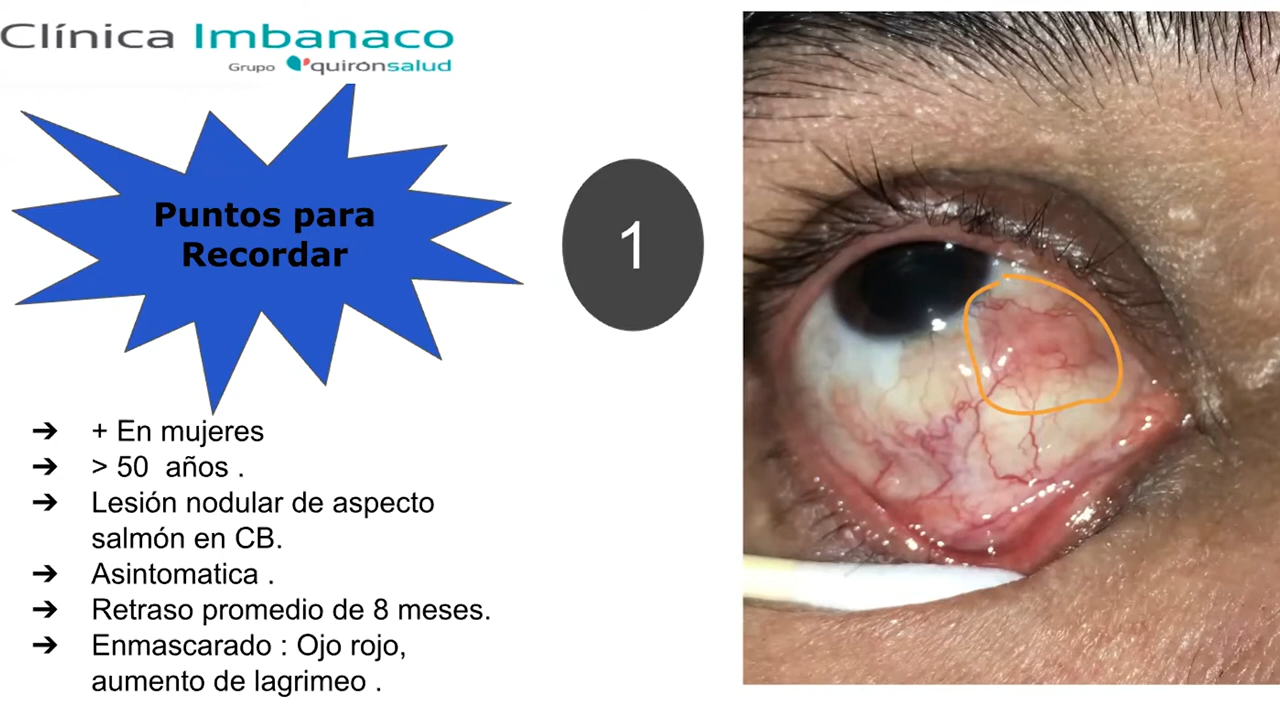 Clínica Imbanaco
Grupo quirónsalud
Puntos para
Recordar
1
➔ + En mujeres
➔ > 50 años .
➔ Lesión nodular de aspecto
salmón en CB.
➔ Asintomatica .
➔ Retraso promedio de 8 meses.
➔ Enmascarado : Ojo rojo,
aumento de lagrimeo .